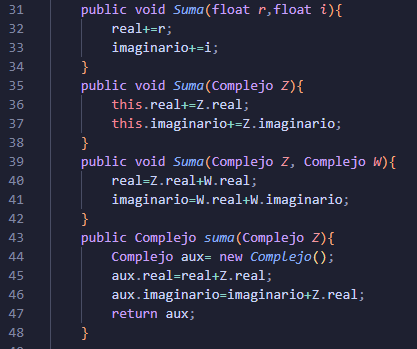 31 public void Suma(float r,float i){
32 real+=r;
33 imaginario+=i;
34 }
35 public void Suma(Complejo Z){
36 this.real+=Z.real;
37 this.imaginario+=Z.imaginario;
38 }
39 public void Suma(Complejo Z, Complejo W){
40 real=Z.real+W.real;
41 imaginario=W.real+W.imaginario;
42 }
43 public Complejo suma(Complejo Z){
44 Complejo aux= new Complejo();
45 aux.real=real+Z.real;
46 aux.imaginario=imaginario+Z.real;
47 return aux;
48 }